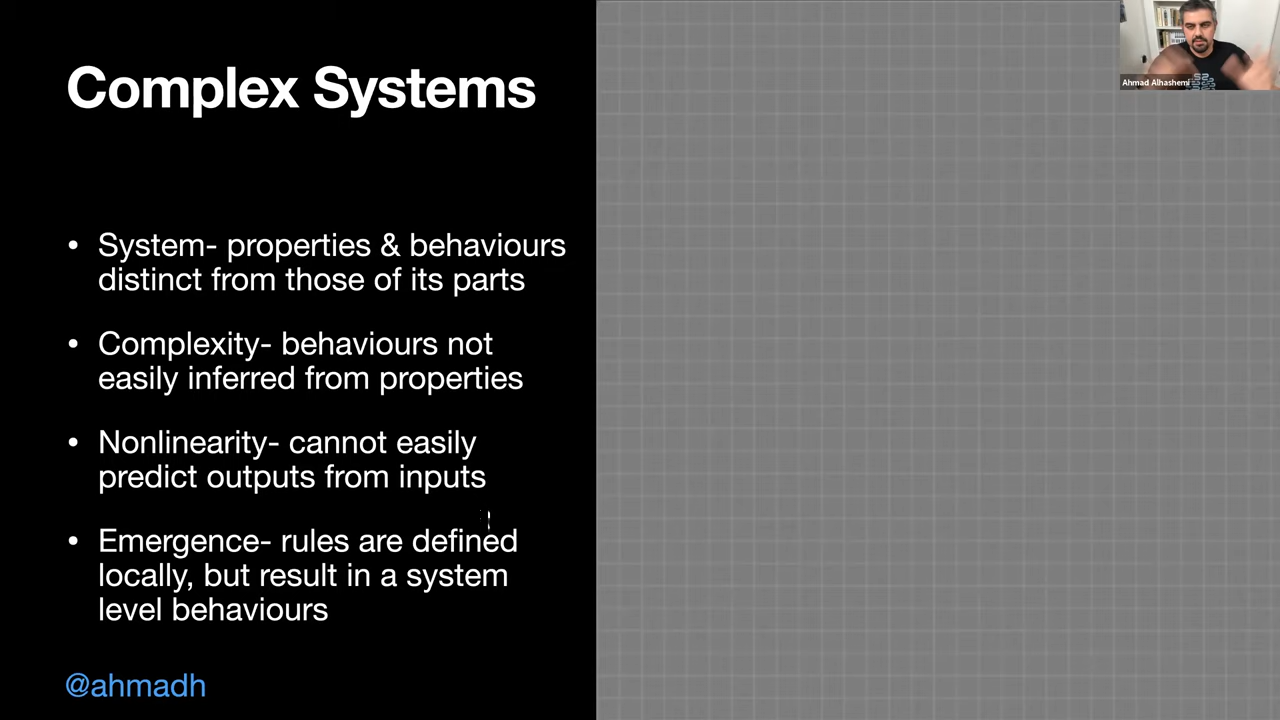 Complex Systems
• System- properties & behaviours
distinct from those of its parts
• Complexity- behaviours not
easily inferred from properties
• Nonlinearity- cannot easily
predict outputs from inputs
• Emergence- rules are defined
locally, but result in a system
level behaviours
@ahmadh
Ahmad Alhashemi